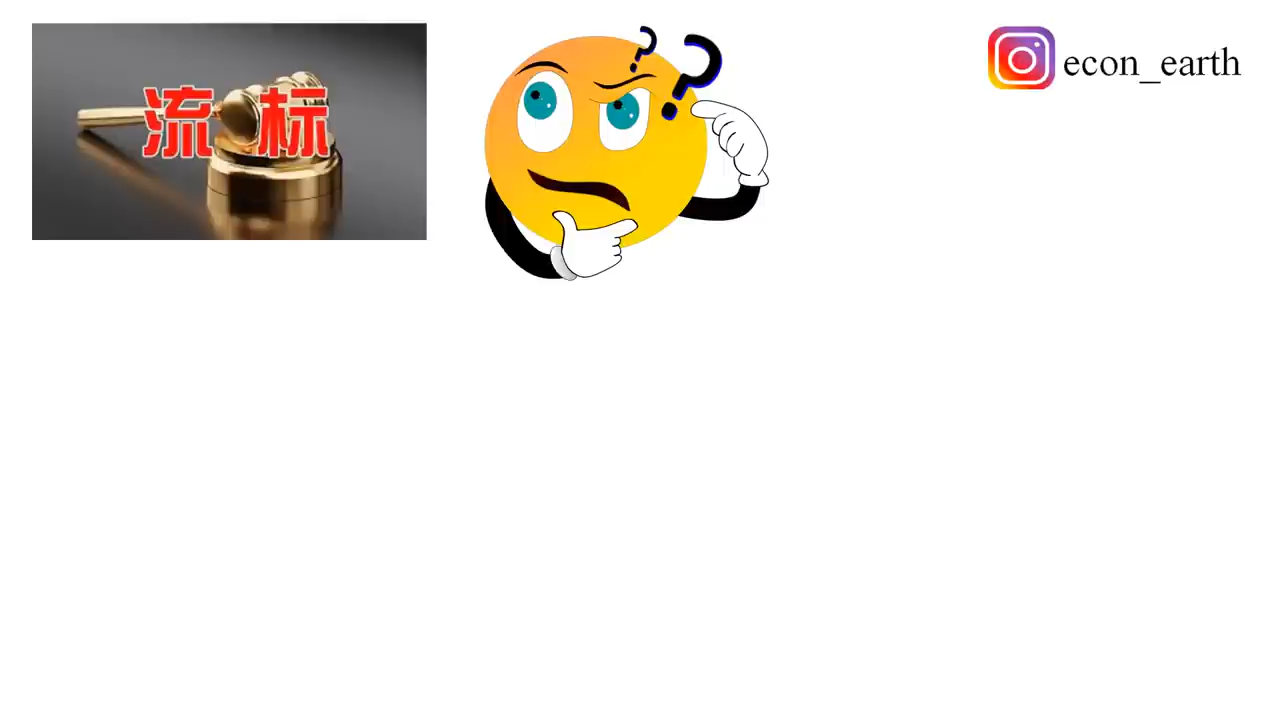 流标
? ?
econ_earth